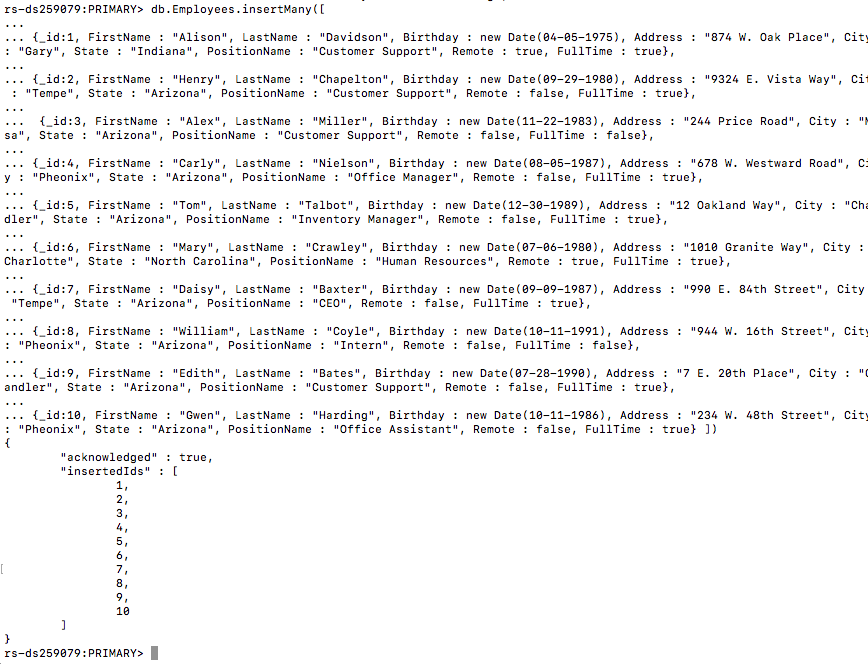 rs-ds259079:PRIMARY> db.Employees.insertMany([
...
... {_id:1, FirstName : "Alison", LastName : "Davidson", Birthday : new Date(04-05-1975), Address : "874 W. Oak Place", City
: "Gary", State : "Indiana", PositionName : "Customer Support", Remote : true, FullTime : true},
...
... {_id:2, FirstName : "Henry", LastName : "Chapelton", Birthday : new Date(09-29-1980), Address : "9324 E. Vista Way", Cit
: "Tempe", State : "Arizona", PositionName : "Customer Support", Remote : false, FullTime : true},
...
...  {_id:3, FirstName : "Alex", LastName : "Miller", Birthday : new Date(11-22-1983), Address : "244 Price Road", City : "M
sa", State : "Arizona", PositionName : "Customer Support", Remote : false, FullTime : false},
...
... {_id:4, FirstName : "Carly", LastName : "Nielson", Birthday : new Date(08-05-1987), Address : "678 W. Westward Road", Ci
y : "Pheonix", State : "Arizona", PositionName : "Office Manager", Remote : false, FullTime : true},
...
... {_id:5, FirstName : "Tom", LastName : "Talbot", Birthday : new Date(12-30-1989), Address : "12 Oakland Way", City : "Cha
dler", State : "Arizona", PositionName : "Inventory Manager", Remote : false, FullTime : true},
...
... {_id:6, FirstName : "Mary", LastName : "Crawley", Birthday : new Date(07-06-1980), Address : "1010 Granite Way", City :
Charlotte", State : "North Carolina", PositionName : "Human Resources", Remote : true, FullTime : true},
...
... {_id:7, FirstName : "Daisy", LastName : "Baxter", Birthday : new Date(09-09-1987), Address : "990 E. 84th Street", City
"Tempe", State : "Arizona", PositionName : "CEO", Remote : false, FullTime : true},
...
... {_id:8, FirstName : "William", LastName : "Coyle", Birthday : new Date(10-11-1991), Address : "944 W. 16th Street", City
: "Pheonix", State : "Arizona", PositionName : "Intern", Remote : false, FullTime : false},
...
... {_id:9, FirstName : "Edith", LastName : "Bates", Birthday : new Date(07-28-1990), Address : "7 E. 20th Place", City : "C
andler", State : "Arizona", PositionName : "Customer Support", Remote : false, FullTime : true},
...
... {_id:10, FirstName : "Gwen", LastName : "Harding", Birthday : new Date(10-11-1986), Address : "234 W. 48th Street", City
: "Pheonix", State : "Arizona", PositionName : "Office Assistant", Remote : false, FullTime : true} ])
{
"acknowledged" : true,
"insertedIds" : [
1,
2,
3,
4,
5,
6,
7,
8,
9,
10
]
}
rs-ds259079:PRIMARY>